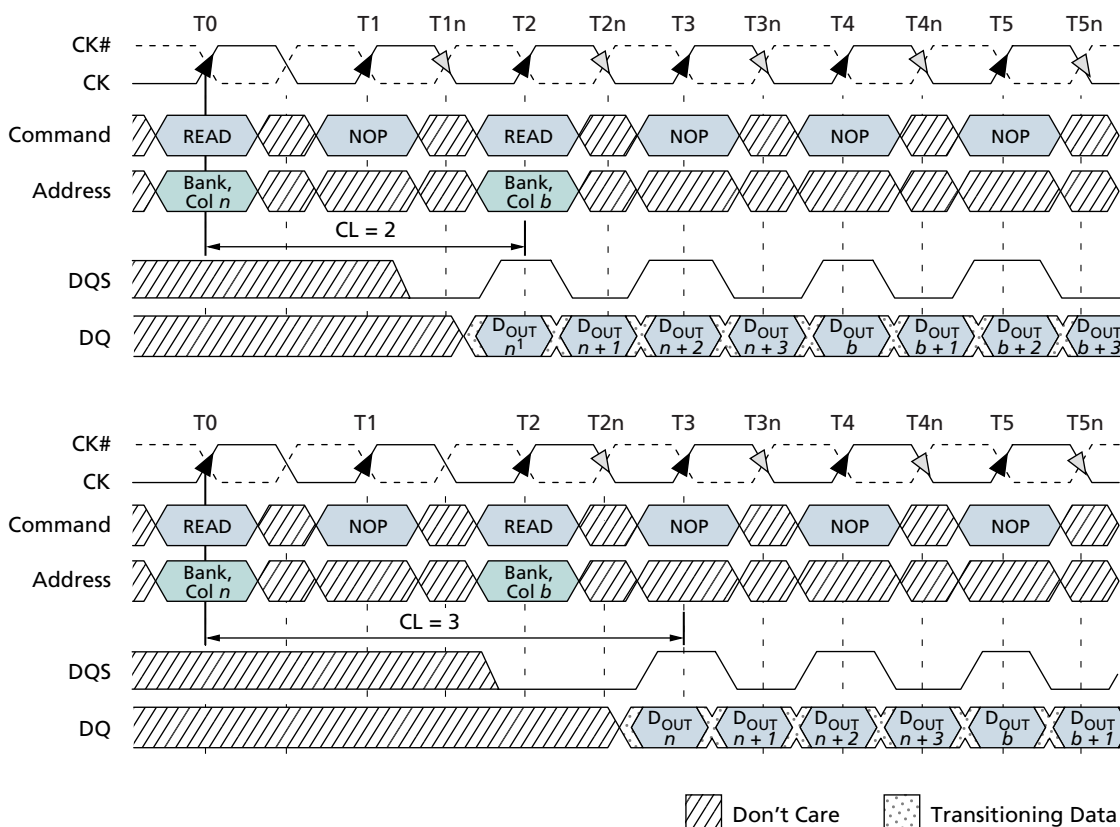 T0 T1 T1n T2 T2n T3 T3n T4 T4n T5 T5n
CK#
CK
Command READ NOP READ NOP NOP NOP
Address Bank, Col n Bank, Col b
CL = 2
DQS
DQ DOUT n¹ DOUT n + 1 DOUT n + 2 DOUT n + 3 DOUT b DOUT b + 1 DOUT b + 2 DOUT b + 3
T0 T1 T2 T2n T3 T3n T4 T4n T5 T5n
CK#
CK
Command READ NOP READ NOP NOP NOP
Address Bank, Col n Bank, Col b
CL = 3
DQS
DQ DOUT n DOUT n + 1 DOUT n + 2 DOUT n + 3 DOUT b DOUT b + 1
Don't Care Transitioning Data